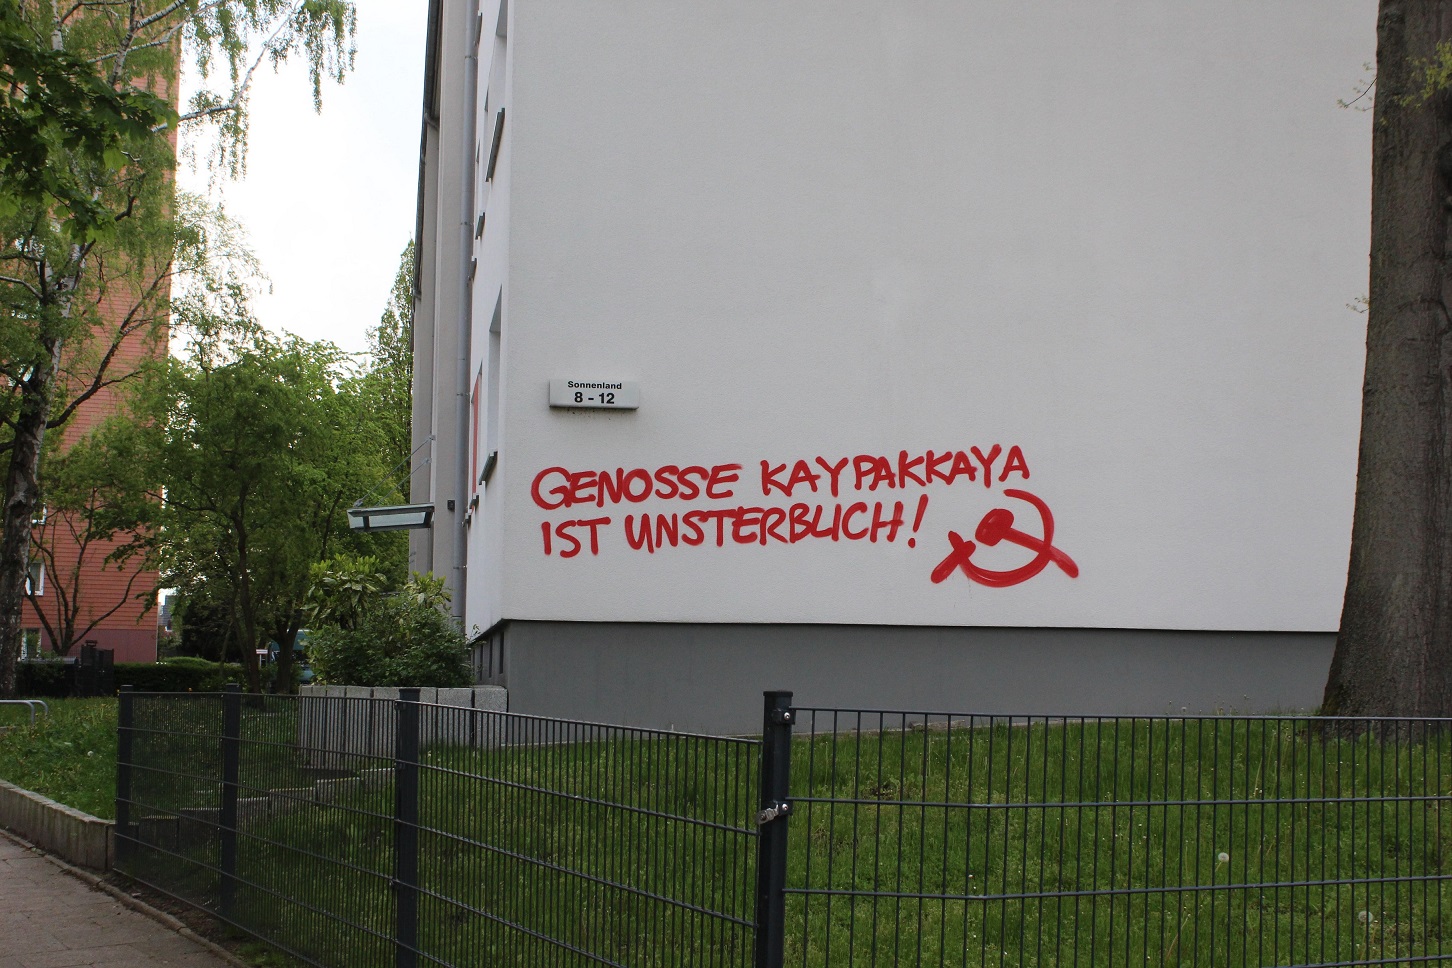 Sonnenland
8 - 12
GENOSSE KAYPAKKAYA
IST UNSTERBLICH!